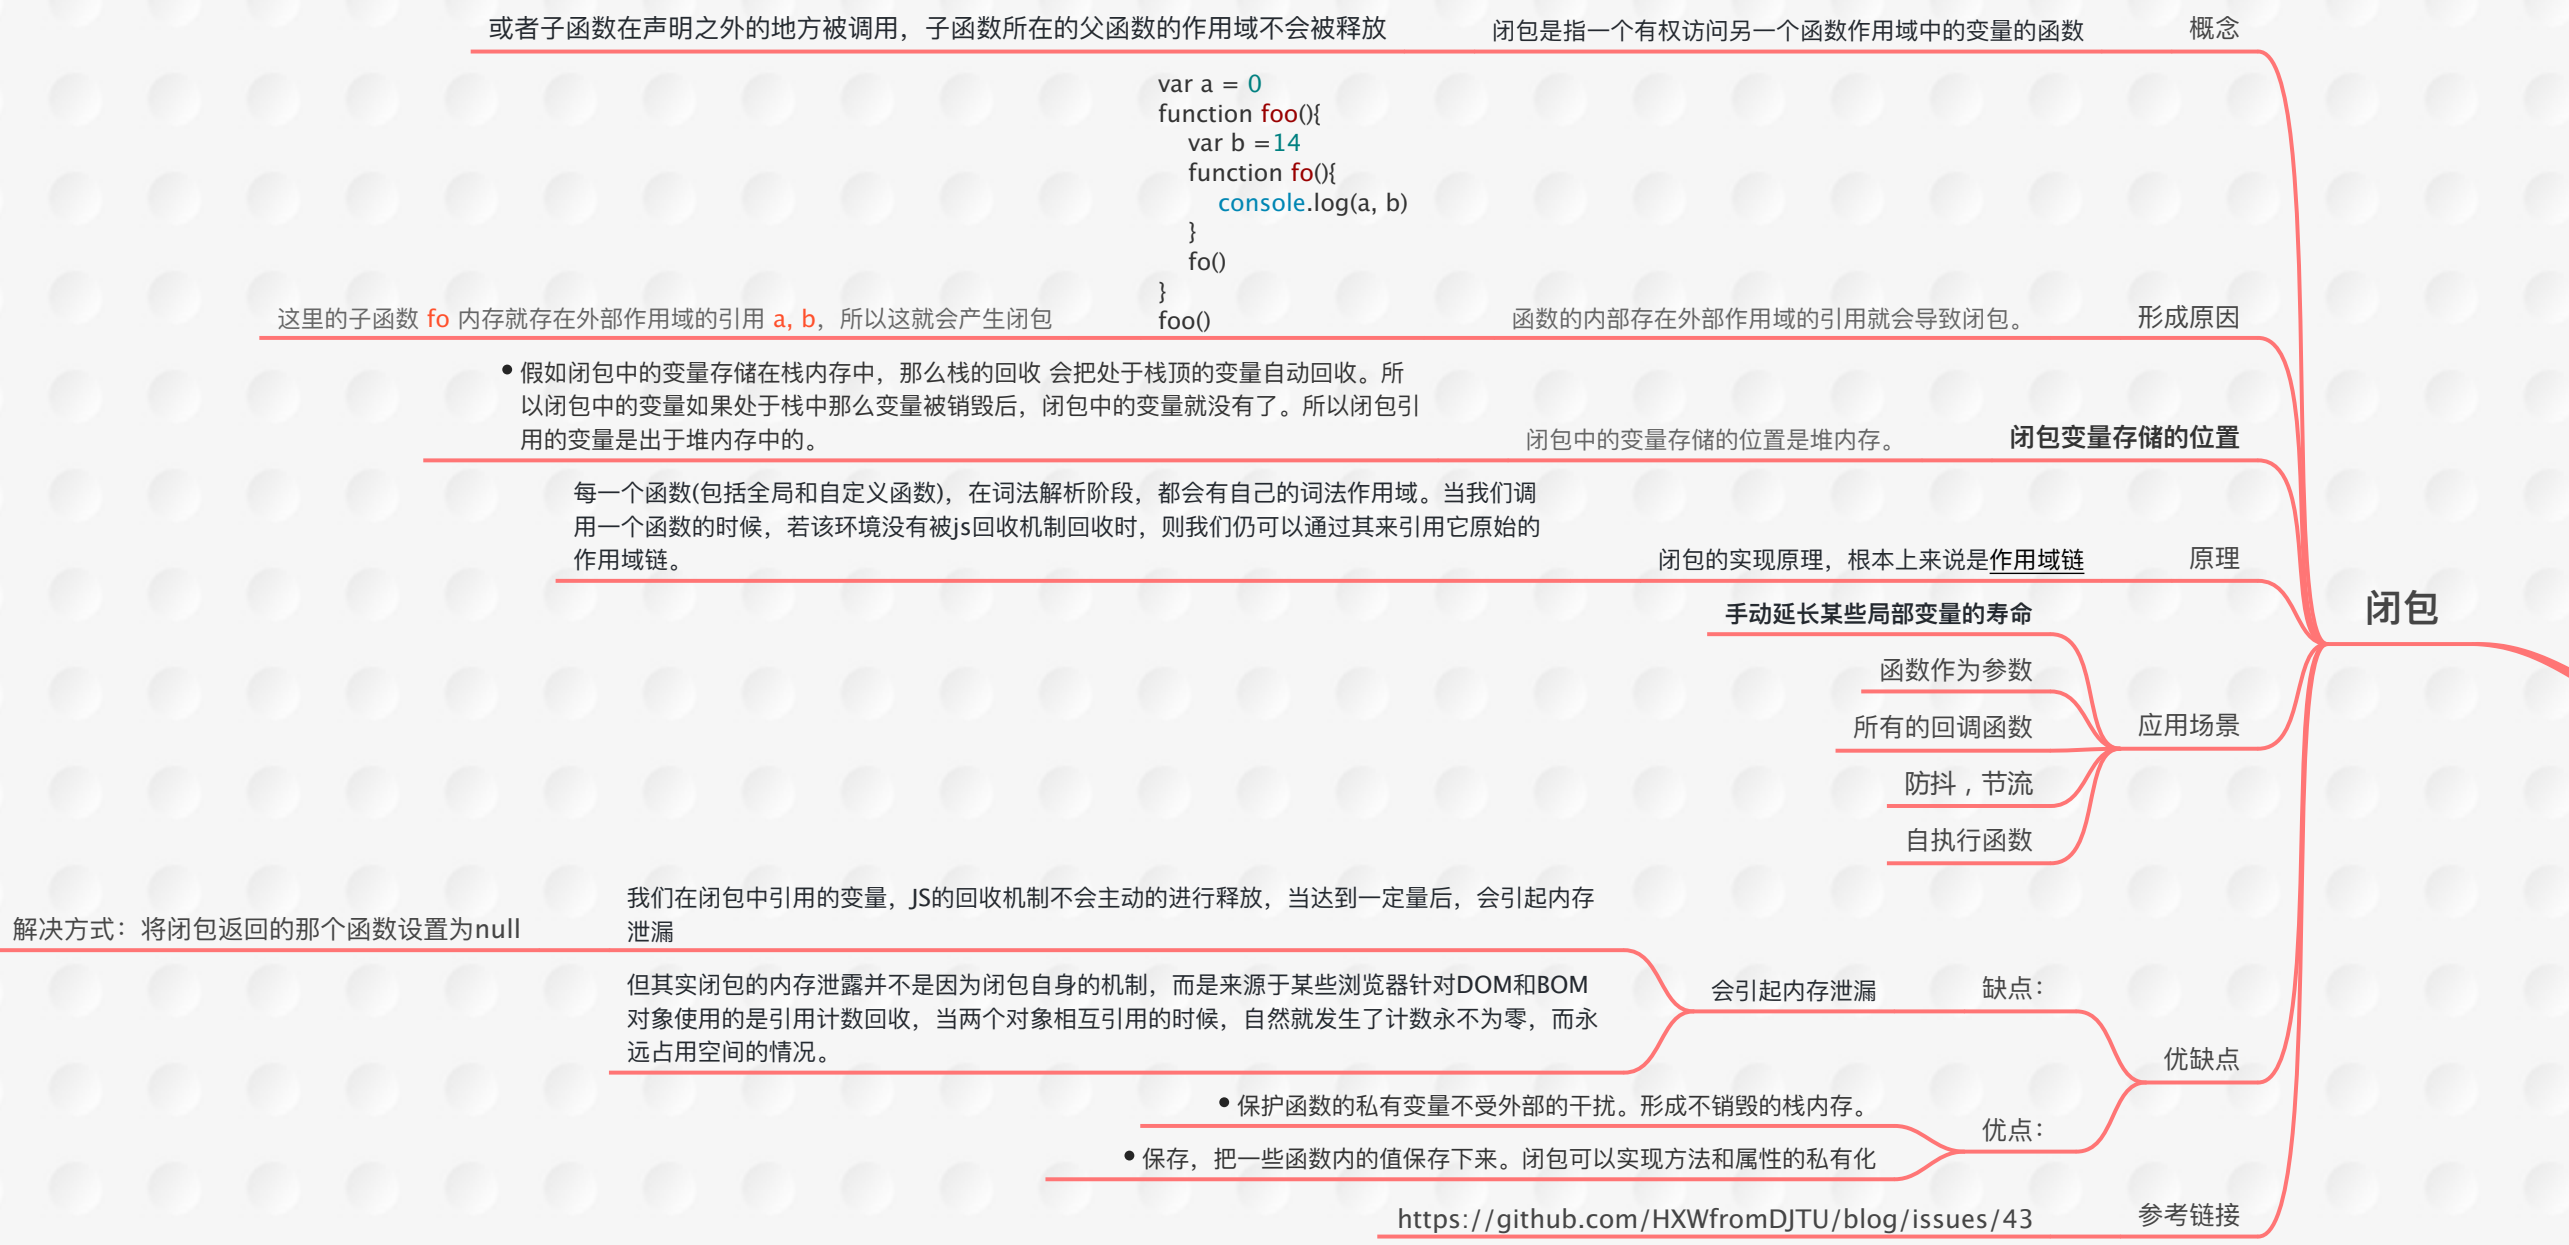 闭包
概念
闭包是指一个有权访问另一个函数作用域中的变量的函数
或者子函数在声明之外的地方被调用，子函数所在的父函数的作用域不会被释放
形成原因
函数的内部存在外部作用域的引用就会导致闭包。
var a = 0
function foo(){
var b =14
function fo(){
console.log(a, b)
}
fo()
}
foo()
这里的子函数 fo 内存就存在外部作用域的引用 a, b，所以这就会产生闭包
闭包变量存储的位置
闭包中的变量存储的位置是堆内存。
• 假如闭包中的变量存储在栈内存中，那么栈的回收 会把处于栈顶的变量自动回收。所
以闭包中的变量如果处于栈中那么变量被销毁后，闭包中的变量就没有了。所以闭包引
用的变量是出于堆内存中的。
原理
闭包的实现原理，根本上来说是作用域链
每一个函数(包括全局和自定义函数)，在词法解析阶段，都会有自己的词法作用域。当我们调
用一个函数的时候，若该环境没有被js回收机制回收时，则我们仍可以通过其来引用它原始的
作用域链。
应用场景
手动延长某些局部变量的寿命
函数作为参数
所有的回调函数
防抖，节流
自执行函数
优缺点
缺点：
会引起内存泄漏
我们在闭包中引用的变量，JS的回收机制不会主动的进行释放，当达到一定量后，会引起内存
泄漏
解决方式：将闭包返回的那个函数设置为null
但其实闭包的内存泄露并不是因为闭包自身的机制，而是来源于某些浏览器针对DOM和BOM
对象使用的是引用计数回收，当两个对象相互引用的时候，自然就发生了计数永不为零，而永
远占用空间的情况。
优点：
• 保护函数的私有变量不受外部的干扰。形成不销毁的栈内存。
• 保存，把一些函数内的值保存下来。闭包可以实现方法和属性的私有化
参考链接
https://github.com/HXWfromDJTU/blog/issues/43